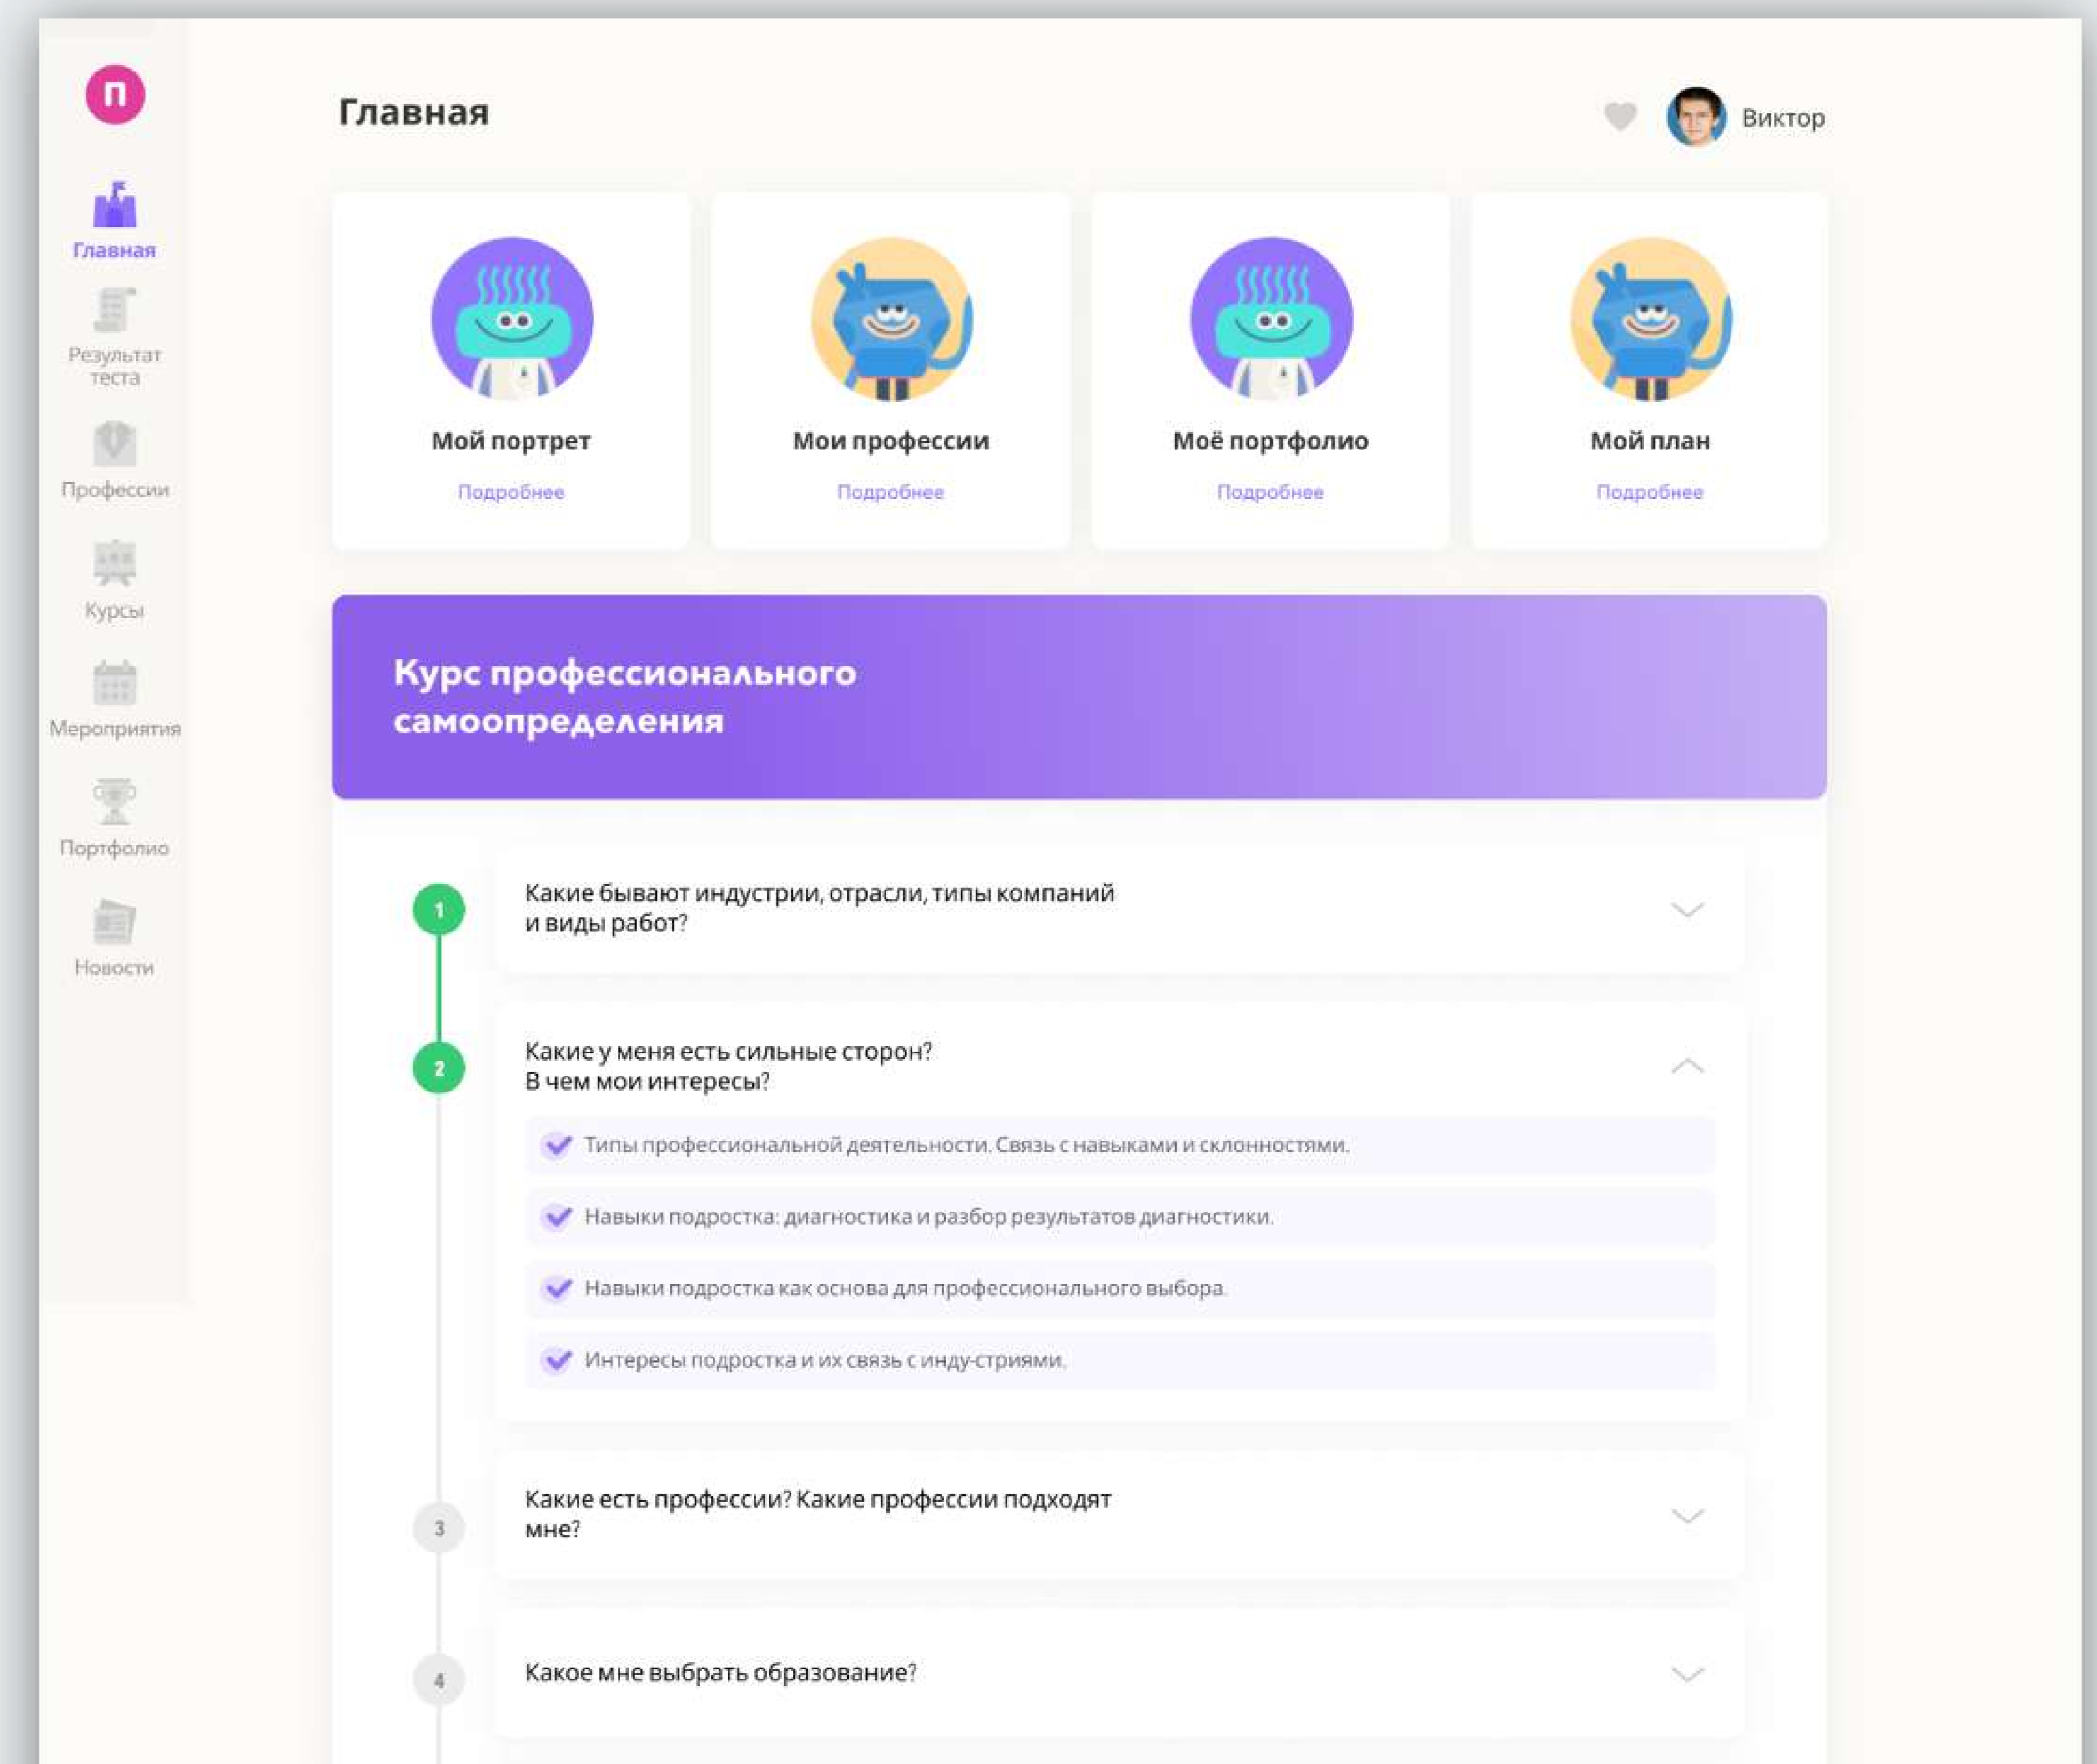 П
Главная
Виктор
Главная
Результат
теста
Профессии
Курсы
Мероприятия
Портфолио
Новости
Мой портрет
Подробнее
Мои профессии
Подробнее
Моё портфолио
Подробнее
Мой план
Подробнее
Курс профессионального
самоопределения
1
Какие бывают индустрии, отрасли, типы компаний
и виды работ?
2
Какие у меня есть сильные сторон?
В чем мои интересы?
Типы профессиональной деятельности. Связь с навыками и склонностями.
Навыки подростка: диагностика и разбор результатов диагностики.
Навыки подростка как основа для профессионального выбора.
Интересы подростка и их связь с инду-стриями.
3
Какие есть профессии? Какие профессии подходят
мне?
4
Какое мне выбрать образование?